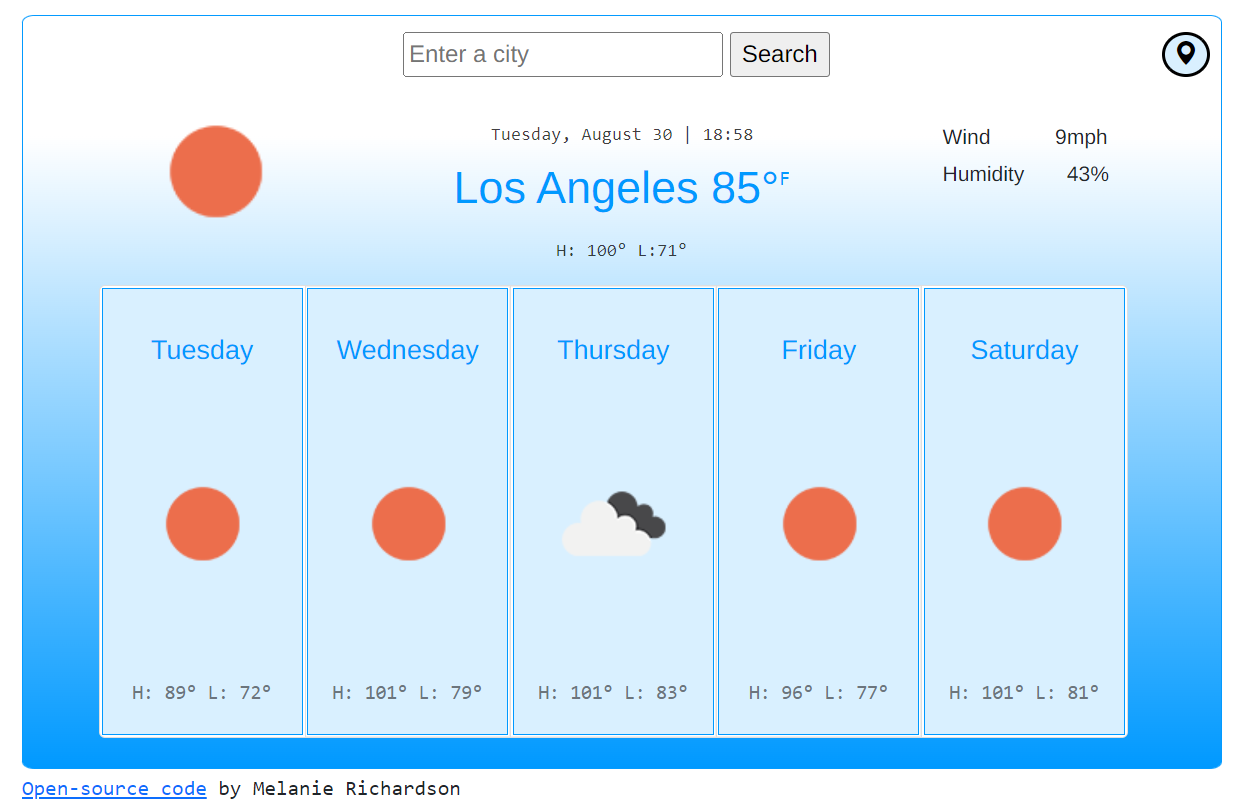 Enter a city Search
Tuesday, August 30 | 18:58
Los Angeles 85°F
H: 100° L:71°
Wind 9mph
Humidity 43%
Tuesday
H: 89° L: 72°
Wednesday
H: 101° L: 79°
Thursday
H: 101° L: 83°
Friday
H: 96° L: 77°
Saturday
H: 101° L: 81°
Open-source code by Melanie Richardson